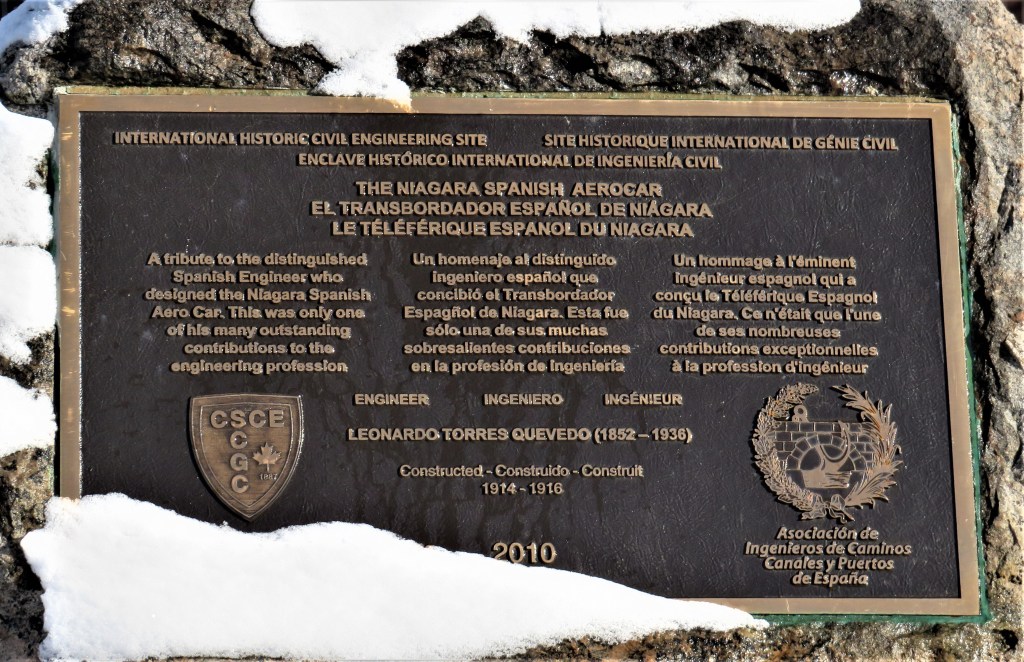 INTERNATIONAL HISTORIC CIVIL ENGINEERING SITE
SITE HISTORIQUE INTERNATIONAL DE GÉNIE CIVIL
ENCLAVE HISTÓRICO INTERNATIONAL DE INGENIERÍA CIVIL
THE NIAGARA SPANISH AEROCAR
EL TRANSBORDADOR ESPAÑOL DE NIÁGARA
LE TÉLÉFÉRIQUE ESPANOL DU NIAGARA
A tribute to the distinguished
Spanish Engineer who
designed the Niagara Spanish
Aero Car. This was only one
of his many outstanding
contributions to the
engineering profession
Un homenaje al distinguido
ingeniero español que
concibió el Transbordador
Espagñol de Niagara. Esta fue
sólo una de sus muchas
sobresalientes contribuciones
en la profesión de ingeniería
Un hommage à l'éminent
ingénieur espagnol qui a
conçu le Téléférique Espagnol
du Niagara. Ce n'était que l'une
de ses nombreuses
contributions exceptionnelles
à la profession d'ingénieur
ENGINEER INGENIERO INGÉNIEUR
LEONARDO TORRES QUEVEDO (1852 – 1936)
Constructed - Construido - Construit
1914 - 1916
2010
CSCE
C
G
C
1887
Asociación de
Ingenieros de Caminos
Canales y Puertos
de España